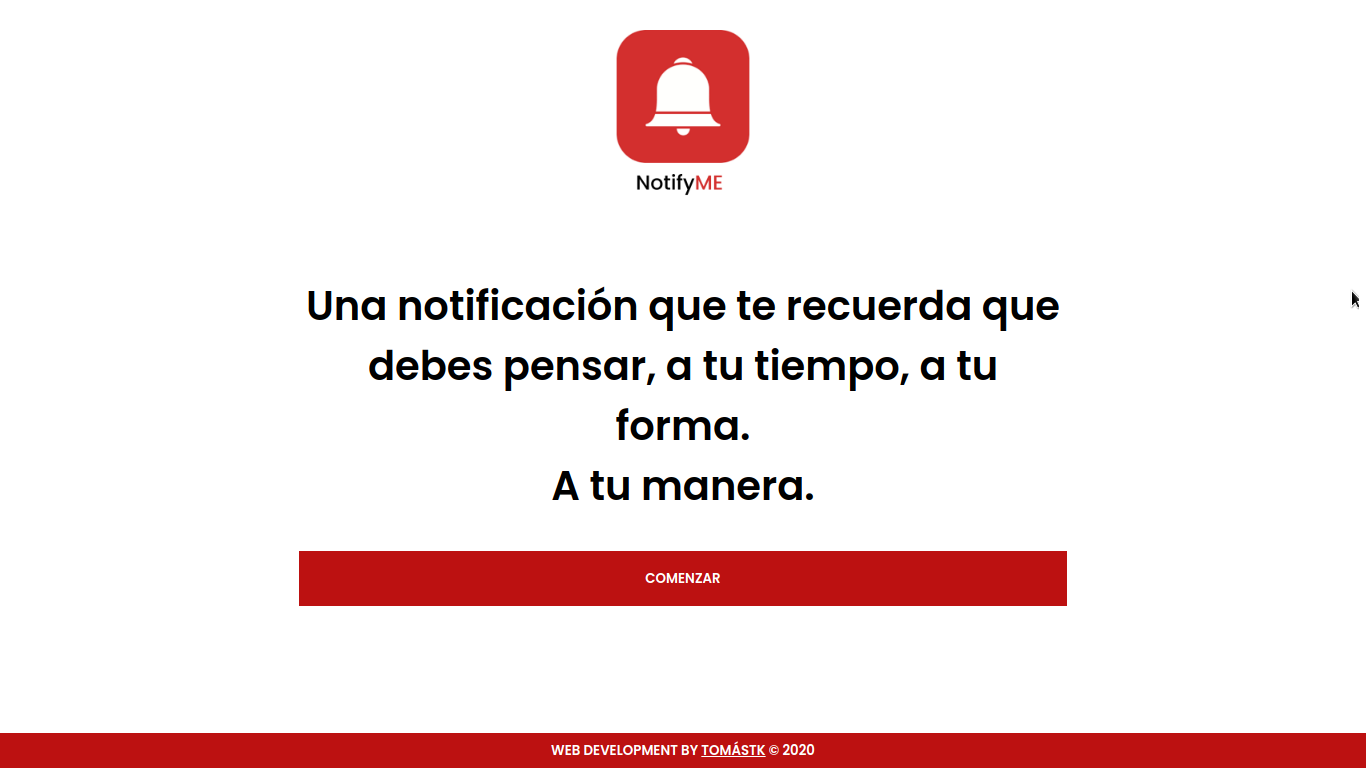 NotifyME
Una notificación que te recuerda que
debes pensar, a tu tiempo, a tu
forma.
A tu manera.
COMENZAR
WEB DEVELOPMENT BY TOMÁSTK © 2020